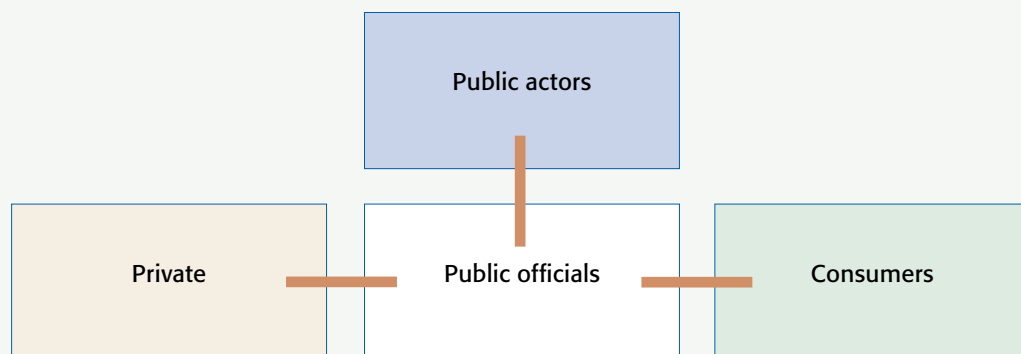 Public actors
Private
Public officials
Consumers